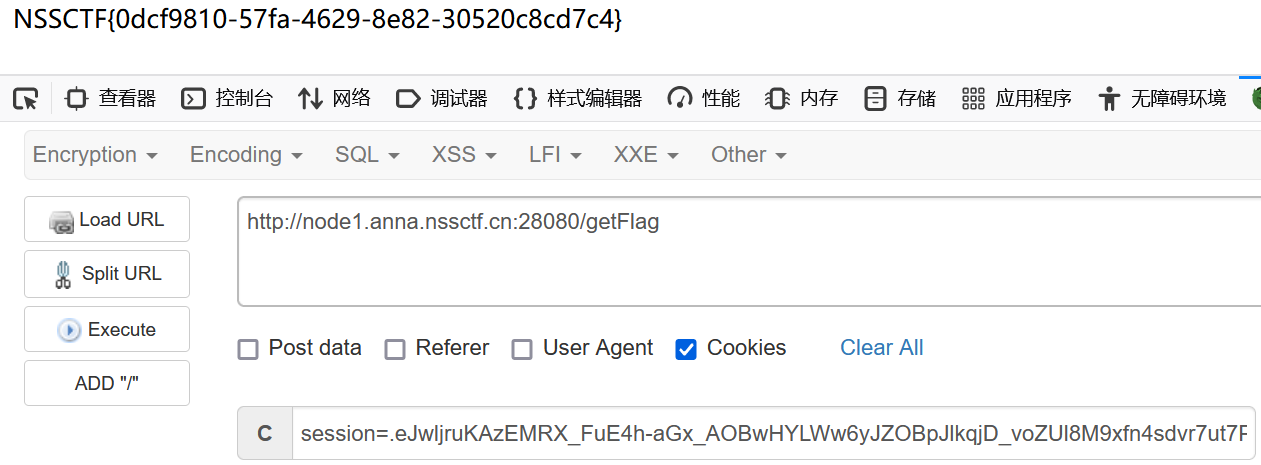 NSSCTF{0dcf9810-57fa-4629-8e82-30520c8cd7c4}
查看器 控制台 网络 调试器 样式编辑器 性能 内存 存储 应用程序 无障碍环境
Encryption Encoding SQL XSS LFI XXE Other
Load URL
http://node1.anna.nssctf.cn:28080/getFlag
Split URL
Execute
Post data Referer User Agent Cookies Clear All
ADD "/"
C session=.eJwljruKAzEMRX_FuE4h-aGx_AOBwHYLWw6yJZOBpJlkqjD_voZUl8M9xfn4sdvr7ut7P